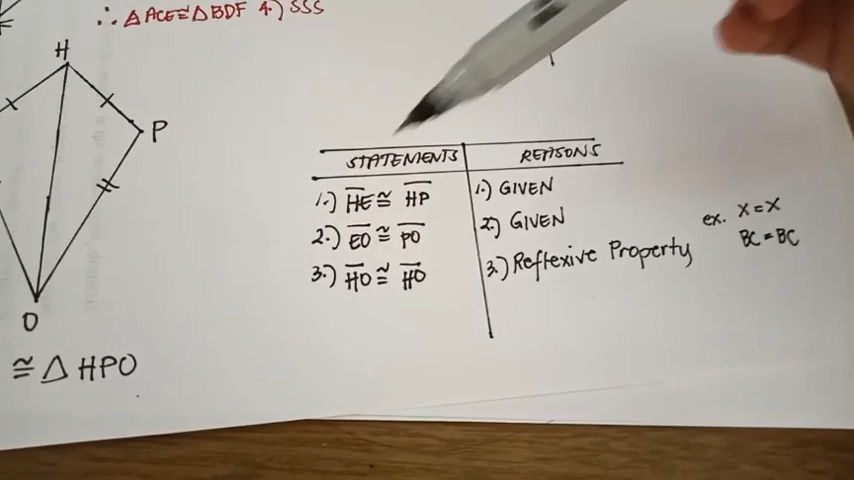 ∴ △ACE≅△BDF 4.) SSS
H
P
O
≅ △ HPO
STATEMENTS REASONS
1.) HE ≅ HP 1.) GIVEN
2.) EO ≅ PO 2.) GIVEN
3.) HO ≅ HO 3.) Reflexive Property ex. X = X
BC = BC